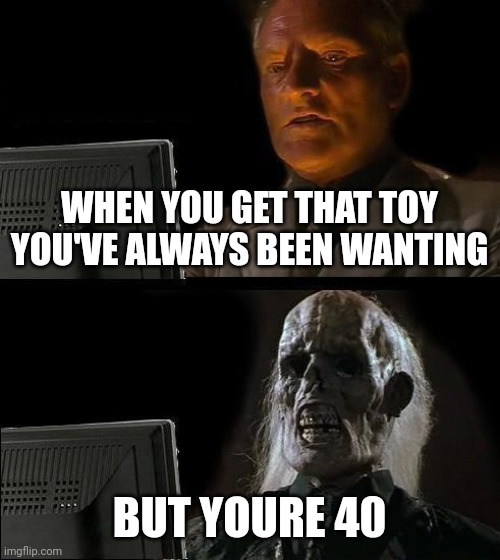 WHEN YOU GET THAT TOY
YOU'VE ALWAYS BEEN WANTING
BUT YOURE 40
imgflip.com